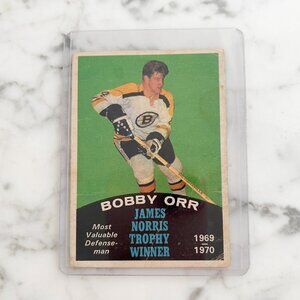 B
BOBBY ORR
JAMES
NORRIS
TROPHY
WINNER
Most
Valuable
Defense-
man
1969
1970